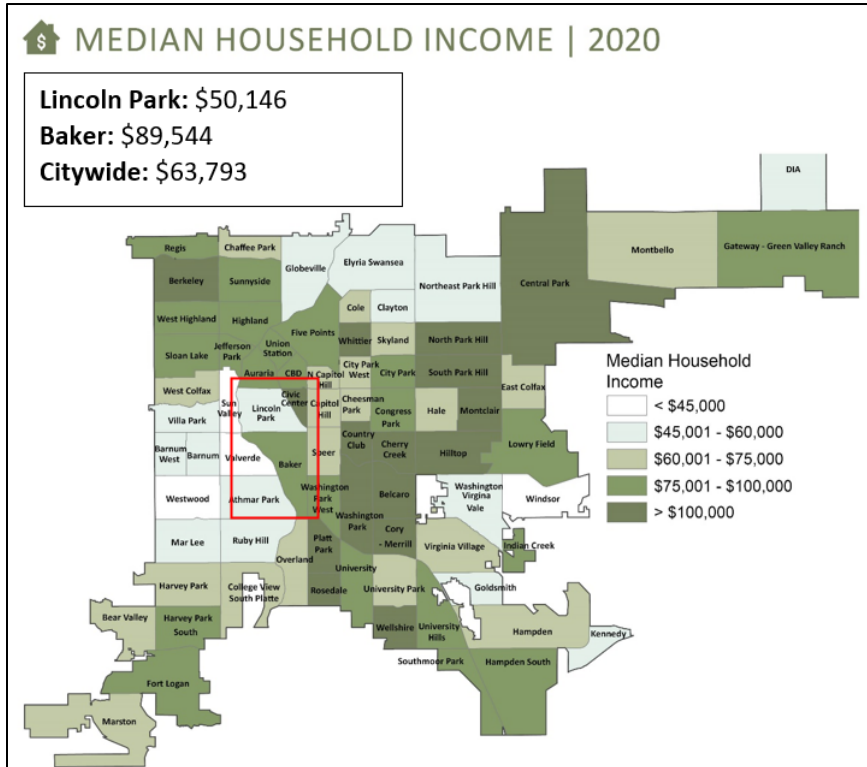 MEDIAN HOUSEHOLD INCOME | 2020
Lincoln Park: $50,146
Baker: $89,544
Citywide: $63,793
DIA
Regis
Chaffee Park
Globeville
Elyria Swansea
Montbello
Gateway - Green Valley Ranch
Berkeley
Sunnyside
Northeast Park Hill
Central Park
Cole
Clayton
West Highland
Highland
Five Points
Whittier
Skyland
North Park Hill
Sloan Lake
Jefferson
Park
Union
Station
Auraria
CBD
N Capitol
Hill
City Park
West
City Park
South Park Hill
East Colfax
West Colfax
Sun
Valley
Lincoln
Park
Civic
Center
Capitol
Hill
Cheesman
Park
Congress
Park
Hale
Montclair
Villa Park
Country
Club
Cherry
Creek
Hilltop
Lowry Field
Barnum
West
Barnum
Valverde
Baker
Speer
Westwood
Athmar Park
Washington
Park
West
Washington
Park
Belcaro
Washington
Virgina
Vale
Windsor
Mar Lee
Ruby Hill
Overland
Platt
Park
Cory
- Merrill
Virginia Village
Indian Creek
Harvey Park
College View
South Platte
Rosedale
University
University Park
Goldsmith
Bear Valley
Harvey Park
South
Wellshire
University
Hills
Hampden
Kennedy
Southmoor Park
Hampden South
Fort Logan
Marston
Median Household
Income
< $45,000
$45,001 - $60,000
$60,001 - $75,000
$75,001 - $100,000
> $100,000
$